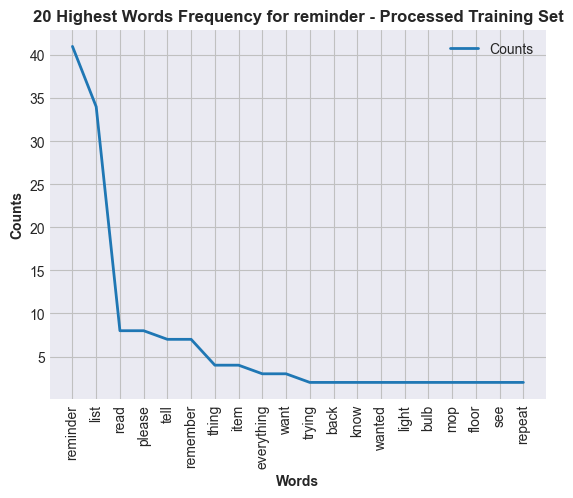 20 Highest Words Frequency for reminder - Processed Training Set
Counts
40
35
30
25
20
15
10
5
Counts
reminder
list
read
please
tell
remember
thing
item
everything
want
trying
back
know
wanted
light
bulb
mop
floor
see
repeat
Words